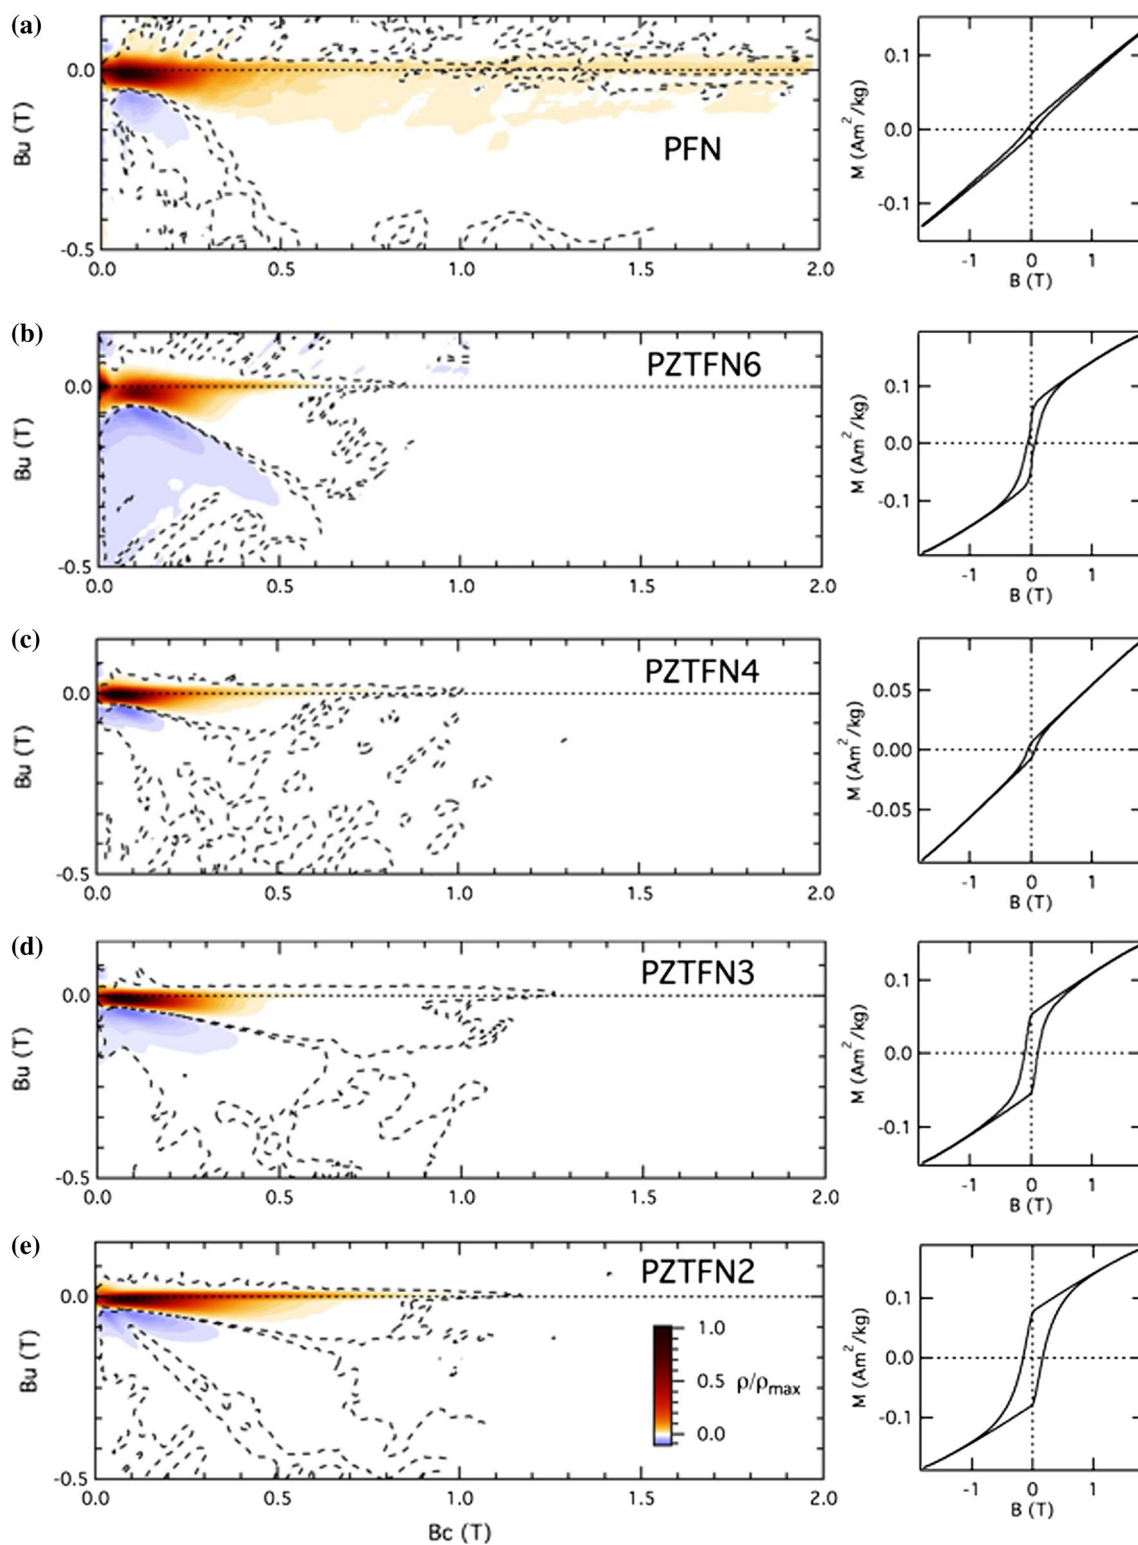 (a)
Bu (T)
0.0
-0.5
PFN
0.0 0.5 1.0 1.5 2.0
M (Am²/kg)
0.1
0.0
-0.1
-1 0 1
B (T)
(b)
Bu (T)
0.0
-0.5
PZTFN6
0.0 0.5 1.0 1.5 2.0
M (Am²/kg)
0.1
0.0
-0.1
-1 0 1
B (T)
(c)
Bu (T)
0.0
-0.5
PZTFN4
0.0 0.5 1.0 1.5 2.0
M (Am²/kg)
0.05
0.00
-0.05
-1 0 1
B (T)
(d)
Bu (T)
0.0
-0.5
PZTFN3
0.0 0.5 1.0 1.5 2.0
M (Am²/kg)
0.1
0.0
-0.1
-1 0 1
B (T)
(e)
Bu (T)
0.0
-0.5
PZTFN2
1.0
0.5 ρ/ρmax
0.0
0.0 0.5 1.0 1.5 2.0
Bc (T)
M (Am²/kg)
0.1
0.0
-0.1
-1 0 1
B (T)